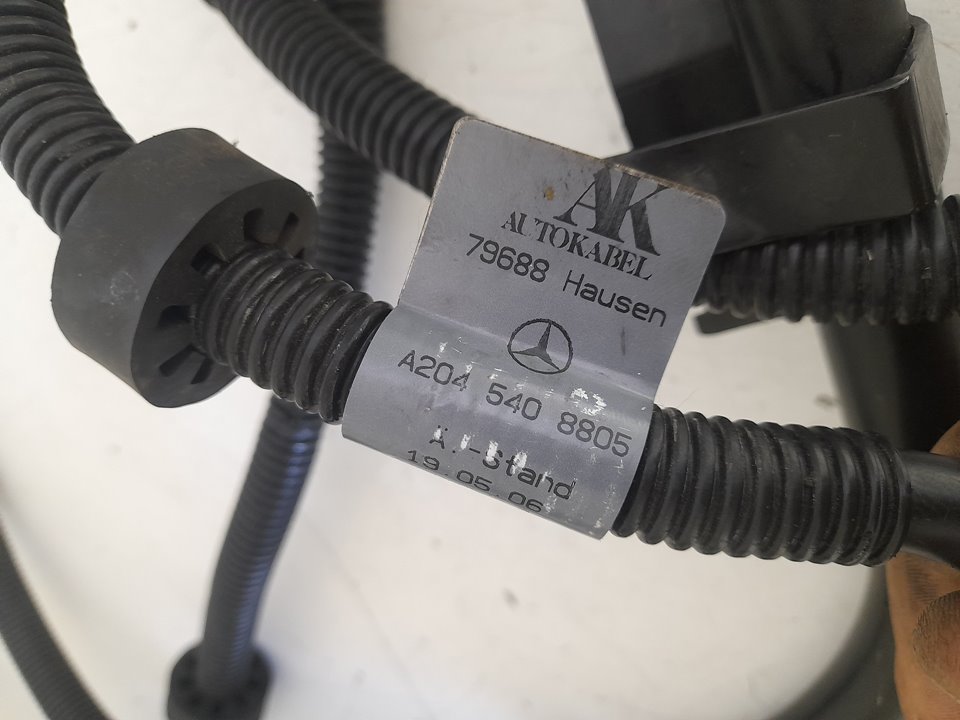 AK
AUTOKABEL
79688 Hausen
A204 540 8805
Ä.-Stand
19.05.06